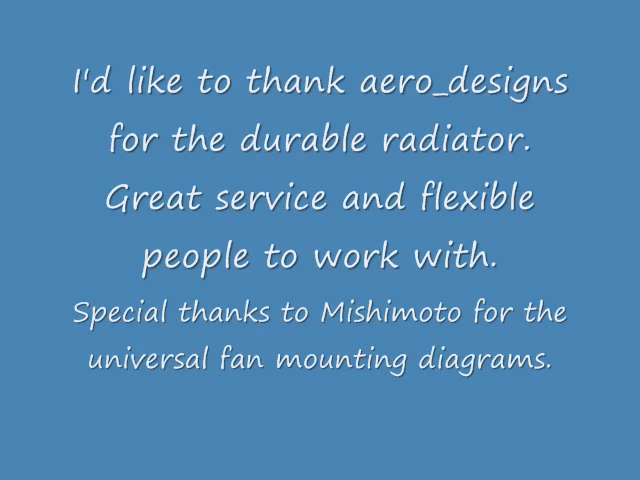 I'd like to thank aero_designs
for the durable radiator.
Great service and flexible
people to work with.
Special thanks to Mishimoto for the
universal fan mounting diagrams.